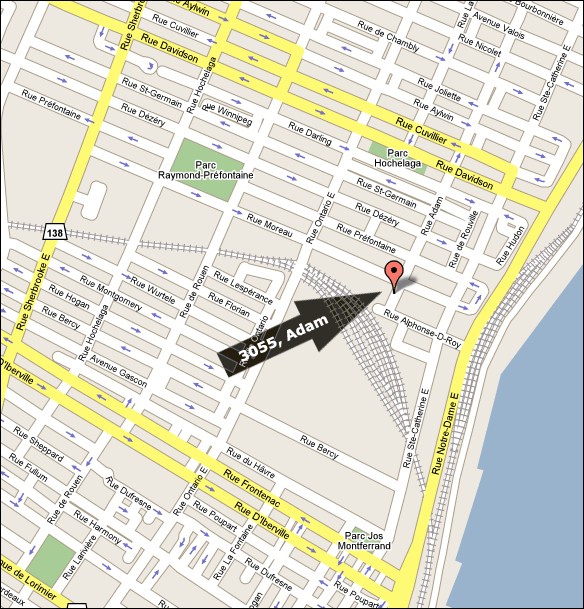 Rue Aylwin
Rue Cuvillier
Rue Sherbrooke
Rue Davidson
Rue de Chambly
Bourbonnière
Avenue Valois
Rue Nicolet
Rue Ste-Catherine E
Rue Hochelaga
Rue St-Germain
Rue Joliette
Rue Préfontaine
Rue Dézéry
Rue Winnipeg
Rue Aylwin
Rue Darling
Rue Cuvillier
Parc
Raymond-Préfontaine
Parc
Hochelaga
Rue Davidson
Rue St-Germain
Rue Ontario E
Rue Adam
Rue Dézéry
Rue Moreau
Rue Préfontaine
Rue de Rouville
Rue Hudon
138
Rue Sherbrooke E
Rue de Rouen
Rue Lespérance
Rue Wurtele
Rue Montgomery
Rue Florian
Rue Hogan
Rue Bercy
Rue Hochelaga
Rue Ontario
3055, Adam
Rue Alphonse-D-Roy
Avenue Gascon
D'Iberville
Rue Ste-Catherine E
Rue Notre-Dame E
Rue Sheppard
Rue Bercy
Rue du Hâvre
Rue Fullum
Rue de Rouen
Rue Dufresne
Rue Ontario E
Rue Frontenac
Rue Harmony
Rue Poupart
Rue D'Iberville
Rue Larivière
Rue La Fontaine
Parc Jos
Montferrand
Rue Dufresne
Rue de Lorimier
Rue Poupart
Hogan
ordeaux